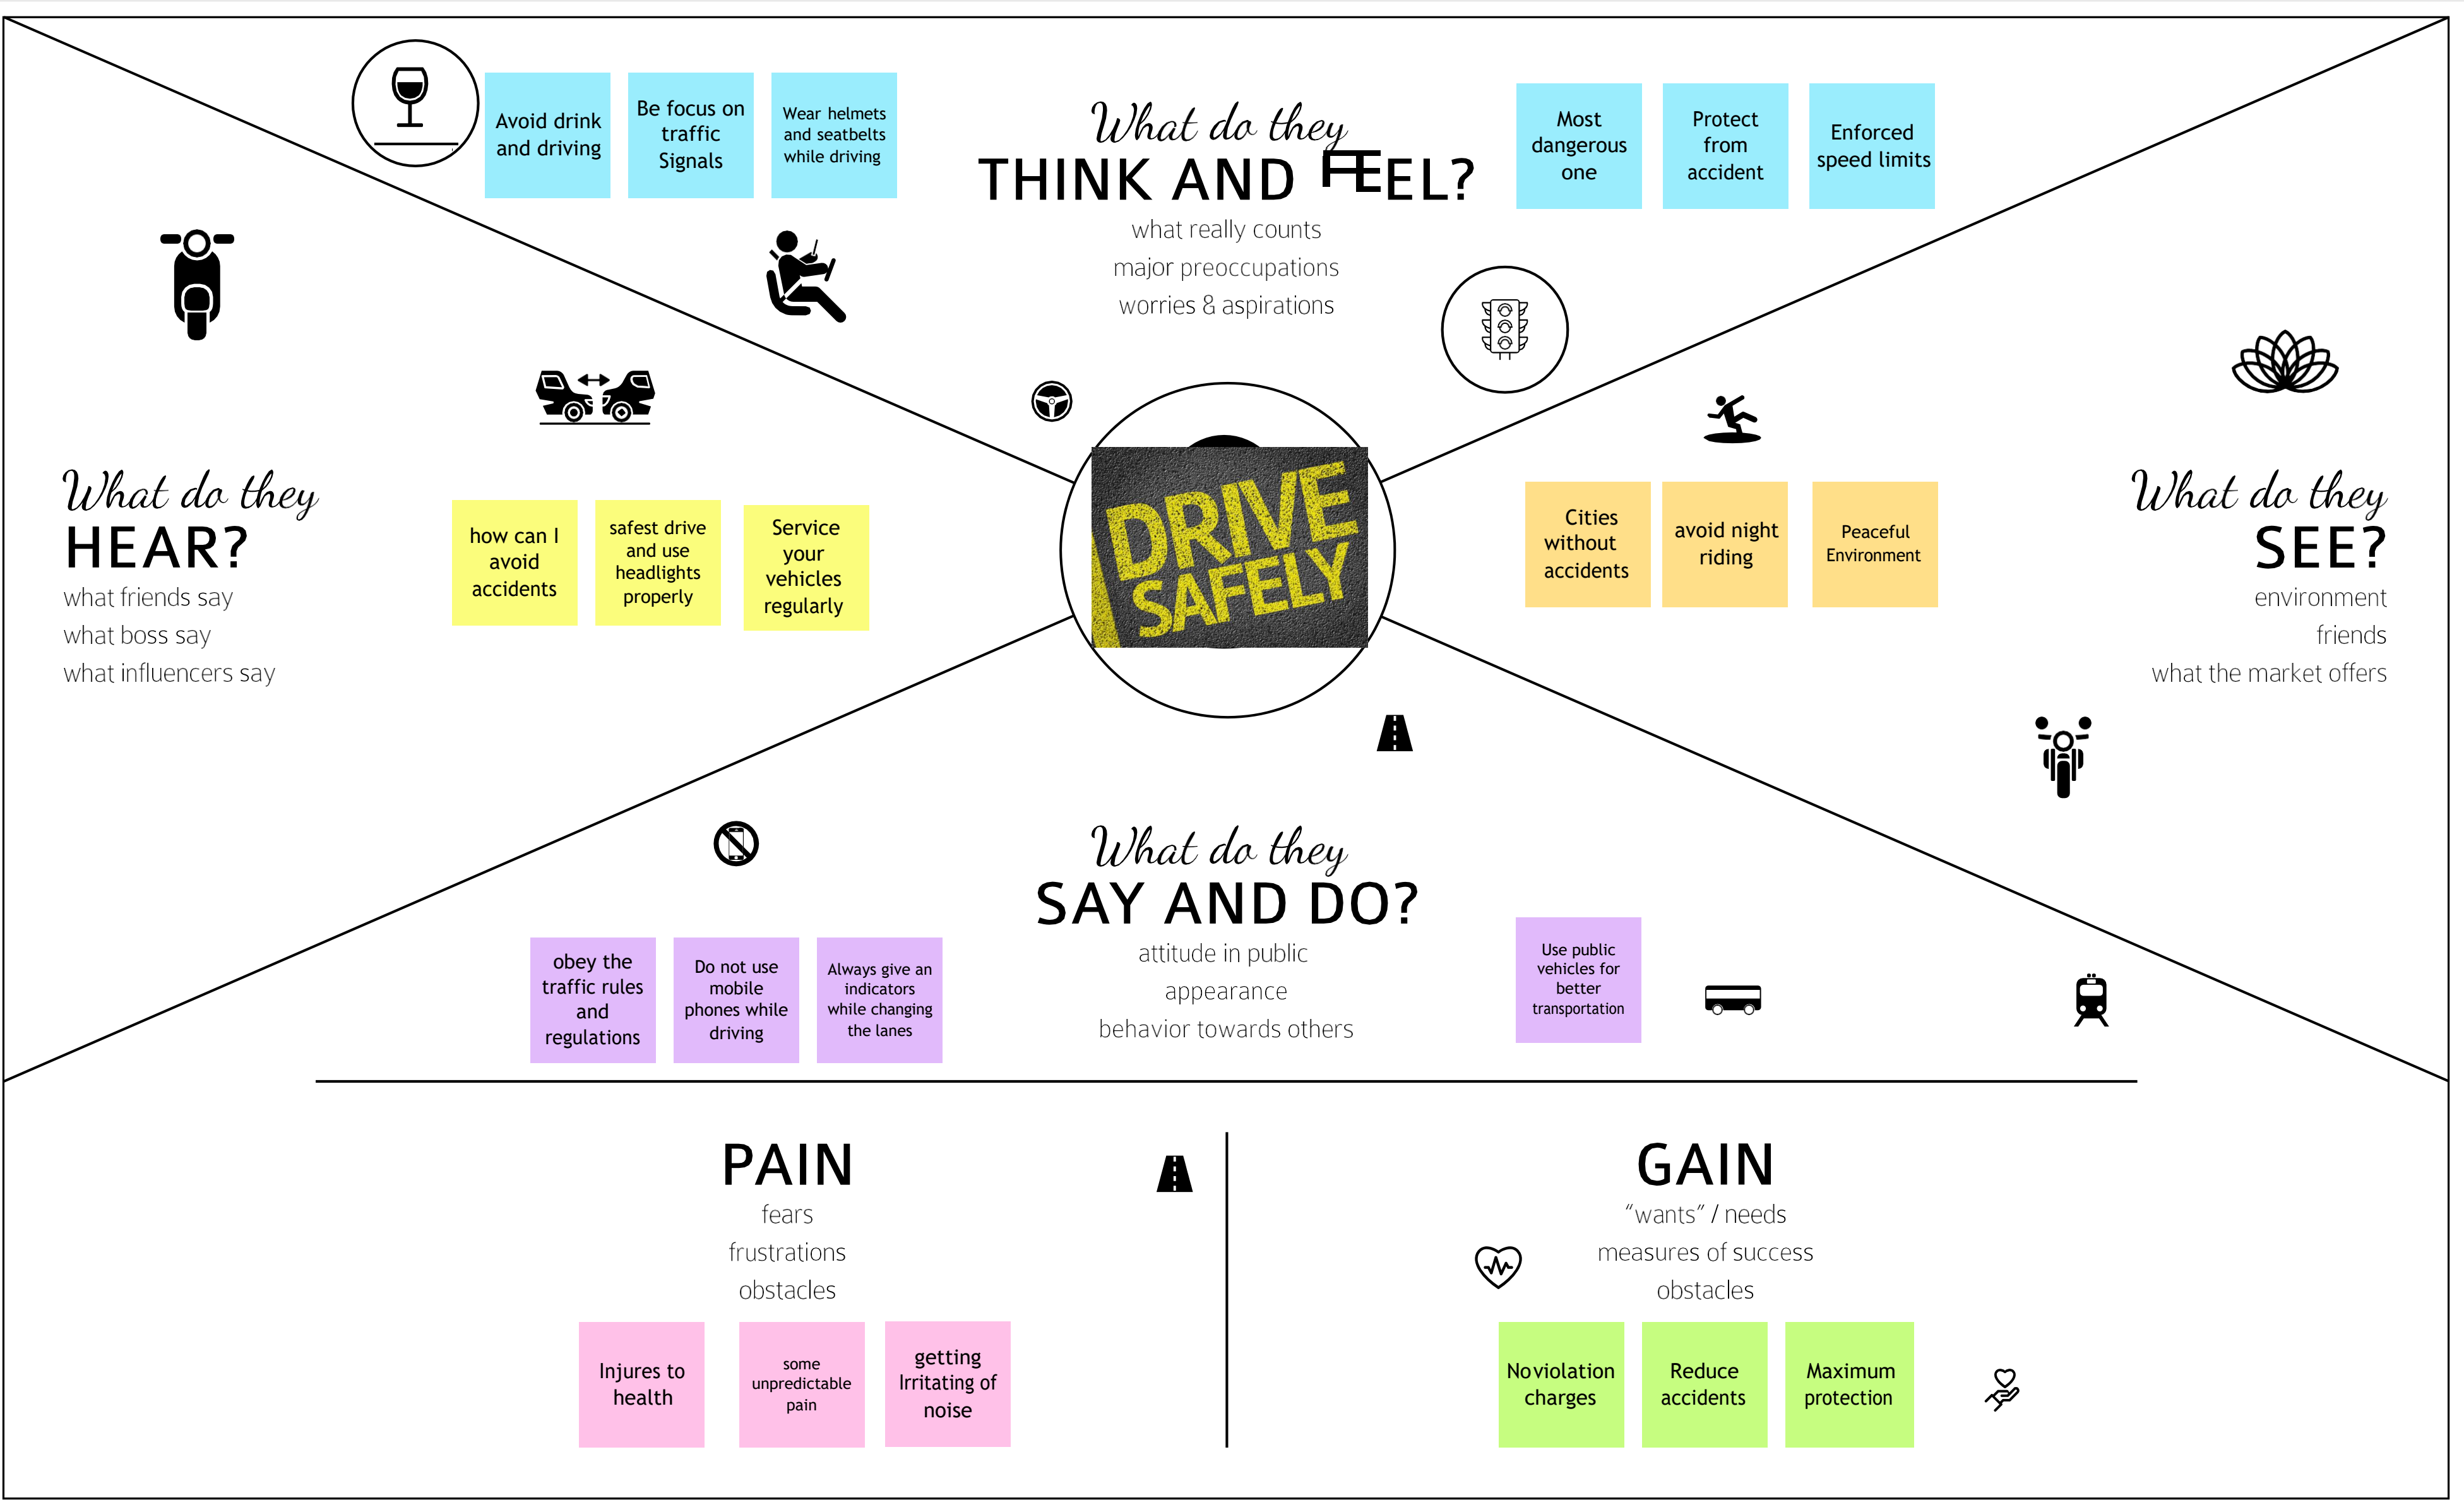 Avoid drink
and driving
Be focus on
traffic
Signals
Wear helmets
and seatbelts
while driving
What do they
THINK AND FEEL?
what really counts
major preoccupations
worries & aspirations
Most
dangerous
one
Protect
from
accident
Enforced
speed limits
What do they
HEAR?
what friends say
what boss say
what influencers say
how can I
avoid
accidents
safest drive
and use
headlights
properly
Service
your
vehicles
regularly
DRIVE
SAFELY
Cities
without
accidents
avoid night
riding
Peaceful
Environment
What do they
SEE?
environment
friends
what the market offers
What do they
SAY AND DO?
attitude in public
appearance
behavior towards others
obey the
traffic rules
and
regulations
Do not use
mobile
phones while
driving
Always give an
indicators
while changing
the lanes
Use public
vehicles for
better
transportation
PAIN
fears
frustrations
obstacles
Injures to
health
some
unpredictable
pain
getting
Irritating of
noise
GAIN
“wants” / needs
measures of success
obstacles
No violation
charges
Reduce
accidents
Maximum
protection